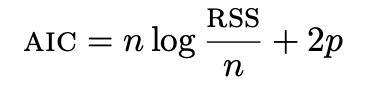 AIC = n log RSS/n + 2p